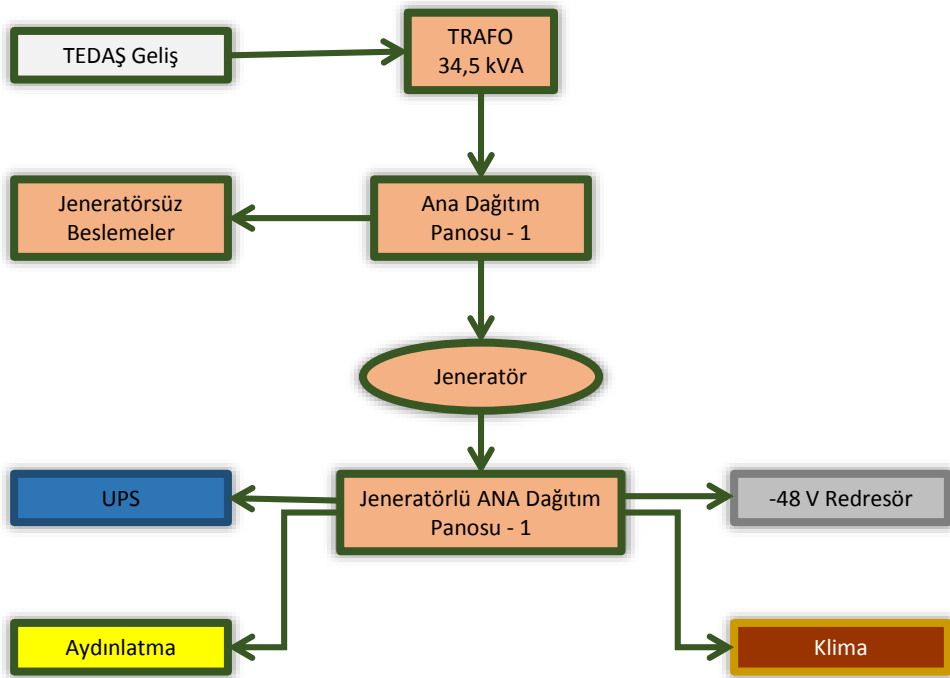 TEDAŞ Geliş
TRAFO
34,5 kVA
Jeneratörsüz
Beslemeler
Ana Dağıtım
Panosu - 1
Jeneratör
UPS
Jeneratörlü ANA Dağıtım
Panosu - 1
-48 V Redresör
Aydınlatma
Klima